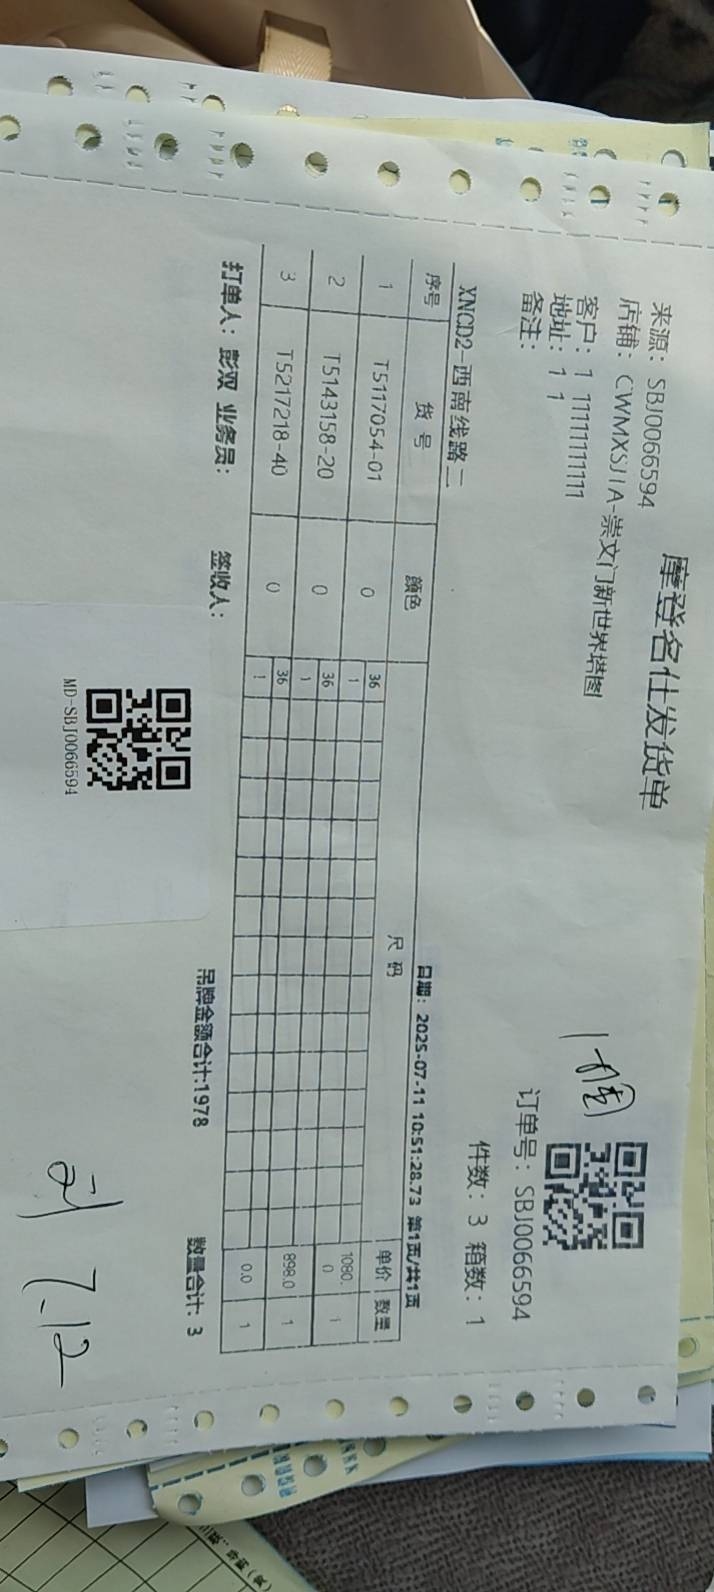 摩登名仕发货单
来源：SBJ0066594
店铺：CWMXSJ1A-崇文门新世界塔图
客户：1 11111111111
地址：1 1
备注：
1
订单号：SBJ0066594
件数：3 箱数：1
XNCD2-西南线路二
日期：2025-07-11 10:51:28.73 第1页/共1页
序号 货号 颜色 尺码 单价 数量
1 T5117054-01 0 36 1080.0 1
1
2 T5143158-20 0 36 898.0 1
1
3 T5217218-40 0 36 0.0 1
1
打单人：彭双 业务员： 签收人： 吊牌金额合计:1978 数量合计: 3
MD-SBJ0066594
7.12